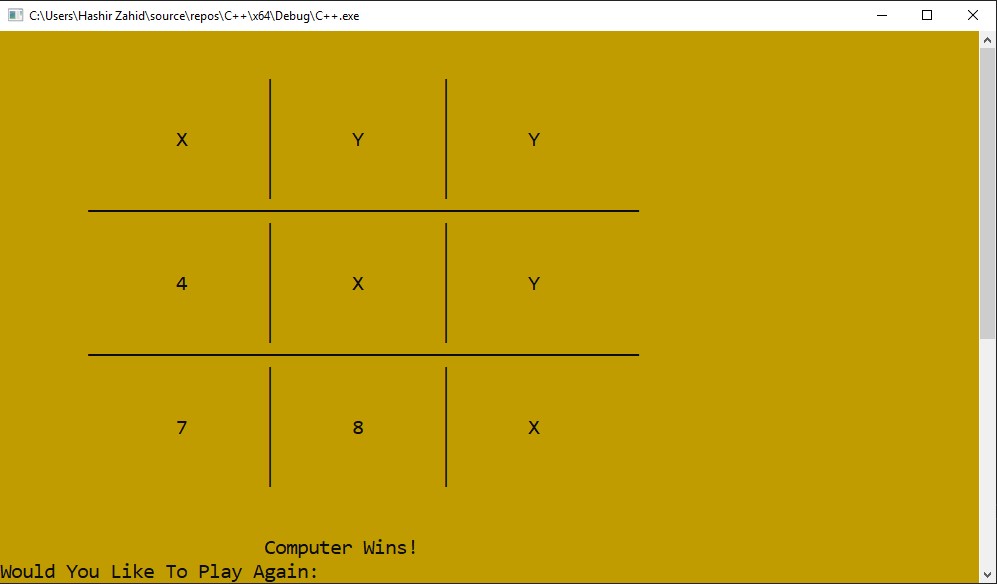 C:\Users\Hashir Zahid\source\repos\C++\x64\Debug\C++.exe
X Y Y
4 X Y
7 8 X
Computer Wins!
Would You Like To Play Again: